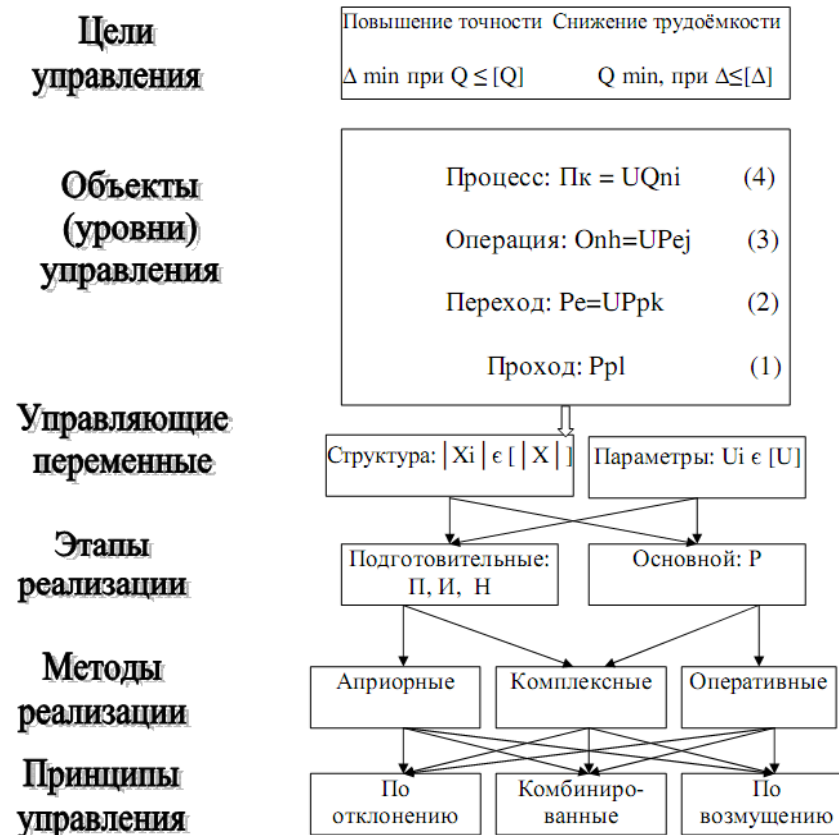 Цели
управления
Повышение точности Снижение трудоёмкости
Δ min при Q ≤ [Q] Q min, при Δ≤[Δ]
Объекты
(уровни)
управления
Процесс: Пк = UQni (4)
Операция: Onh=UPej (3)
Переход: Pe=UPpk (2)
Проход: Ppl (1)
Управляющие
переменные
Структура: |Xi| є [ |X| ]
Параметры: Ui є [U]
Этапы
реализации
Подготовительные:
П, И, Н
Основной: Р
Методы
реализации
Априорные
Комплексные
Оперативные
Принципы
управления
По
отклонению
Комбиниро-
ванные
По
возмущению